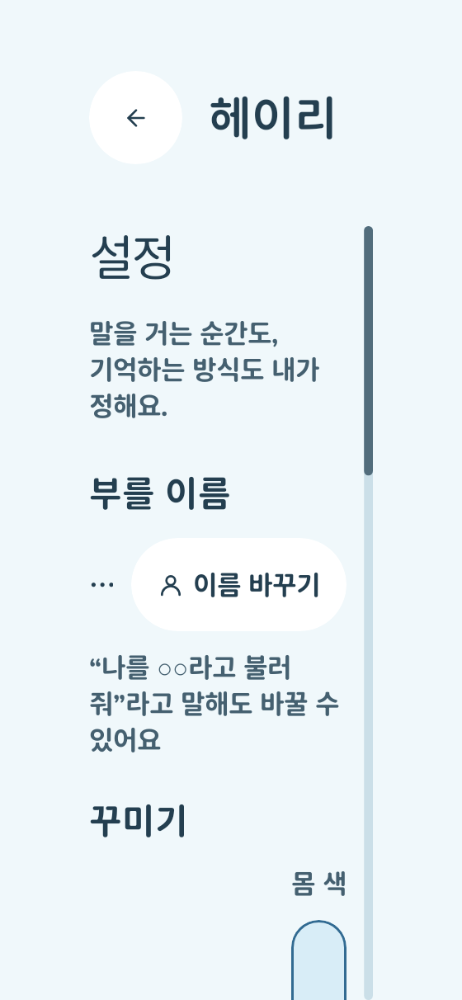 헤이리
설정
말을 거는 순간도,
기억하는 방식도 내가
정해요.
부를 이름
... 이름 바꾸기
“나를 ○○라고 불러
줘”라고 말해도 바꿀 수
있어요
꾸미기
몸 색